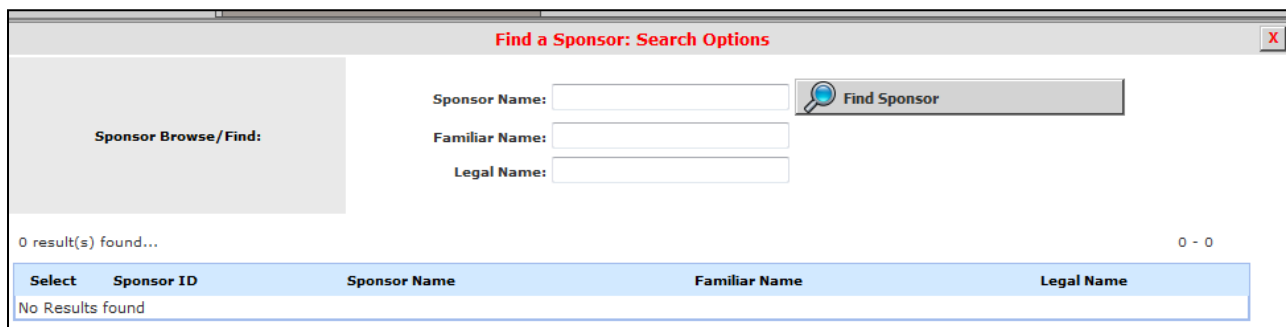 Find a Sponsor: Search Options X
Sponsor Browse/Find:
Sponsor Name: Find Sponsor
Familiar Name:
Legal Name:
0 result(s) found... 0 - 0
Select Sponsor ID Sponsor Name Familiar Name Legal Name
No Results found